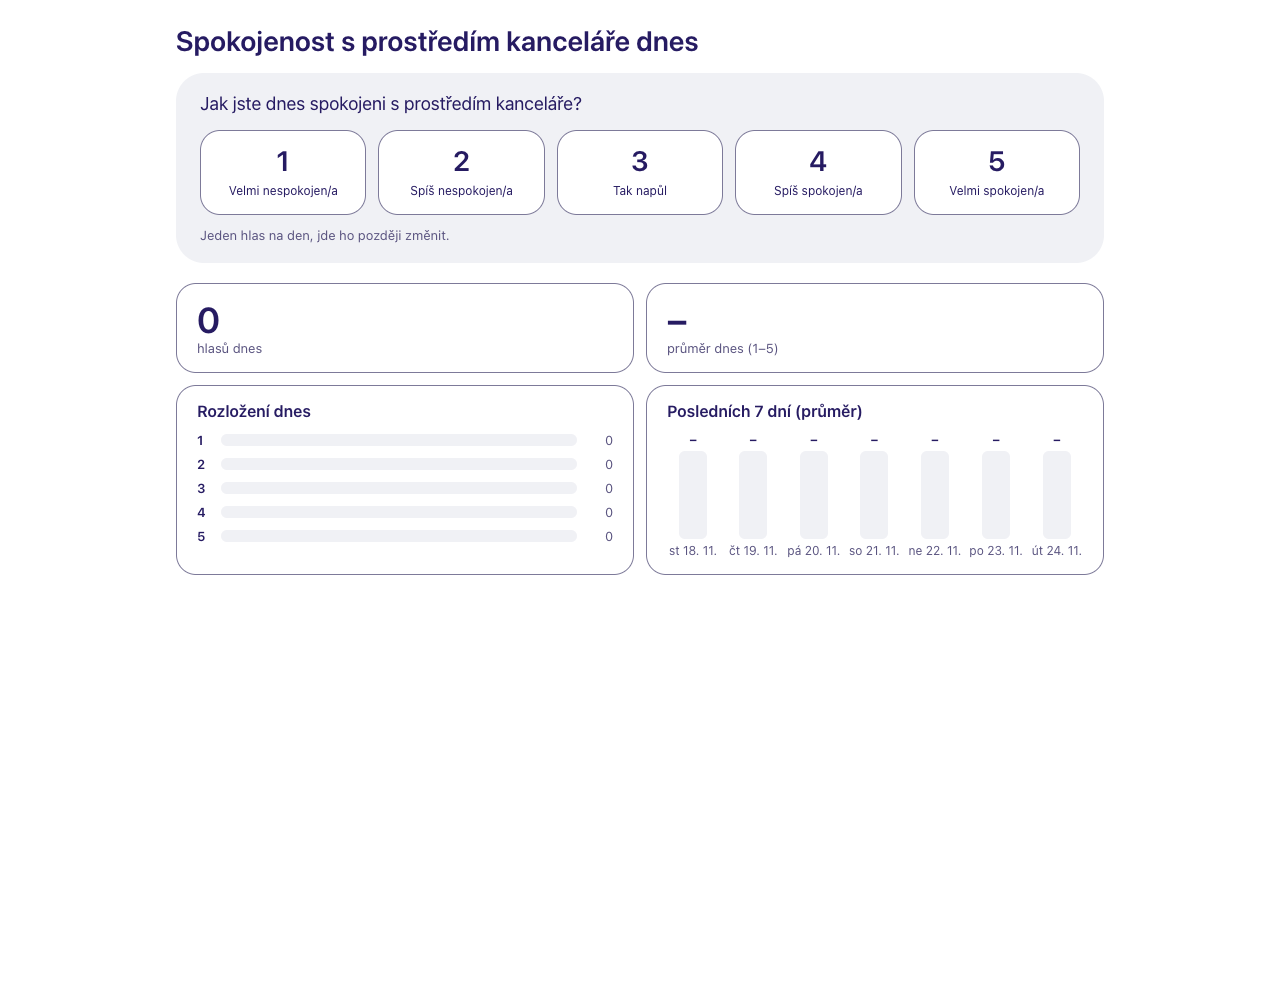 Spokojenost s prostředím kanceláře dnes
Jak jste dnes spokojeni s prostředím kanceláře?
1
Velmi nespokojen/a
2
Spíš nespokojen/a
3
Tak napůl
4
Spíš spokojen/a
5
Velmi spokojen/a
Jeden hlas na den, jde ho později změnit.
0
hlasů dnes
–
průměr dnes (1–5)
Rozložení dnes
1 0
2 0
3 0
4 0
5 0
Posledních 7 dní (průměr)
– – – – – – –
st 18. 11. čt 19. 11. pá 20. 11. so 21. 11. ne 22. 11. po 23. 11. út 24. 11.